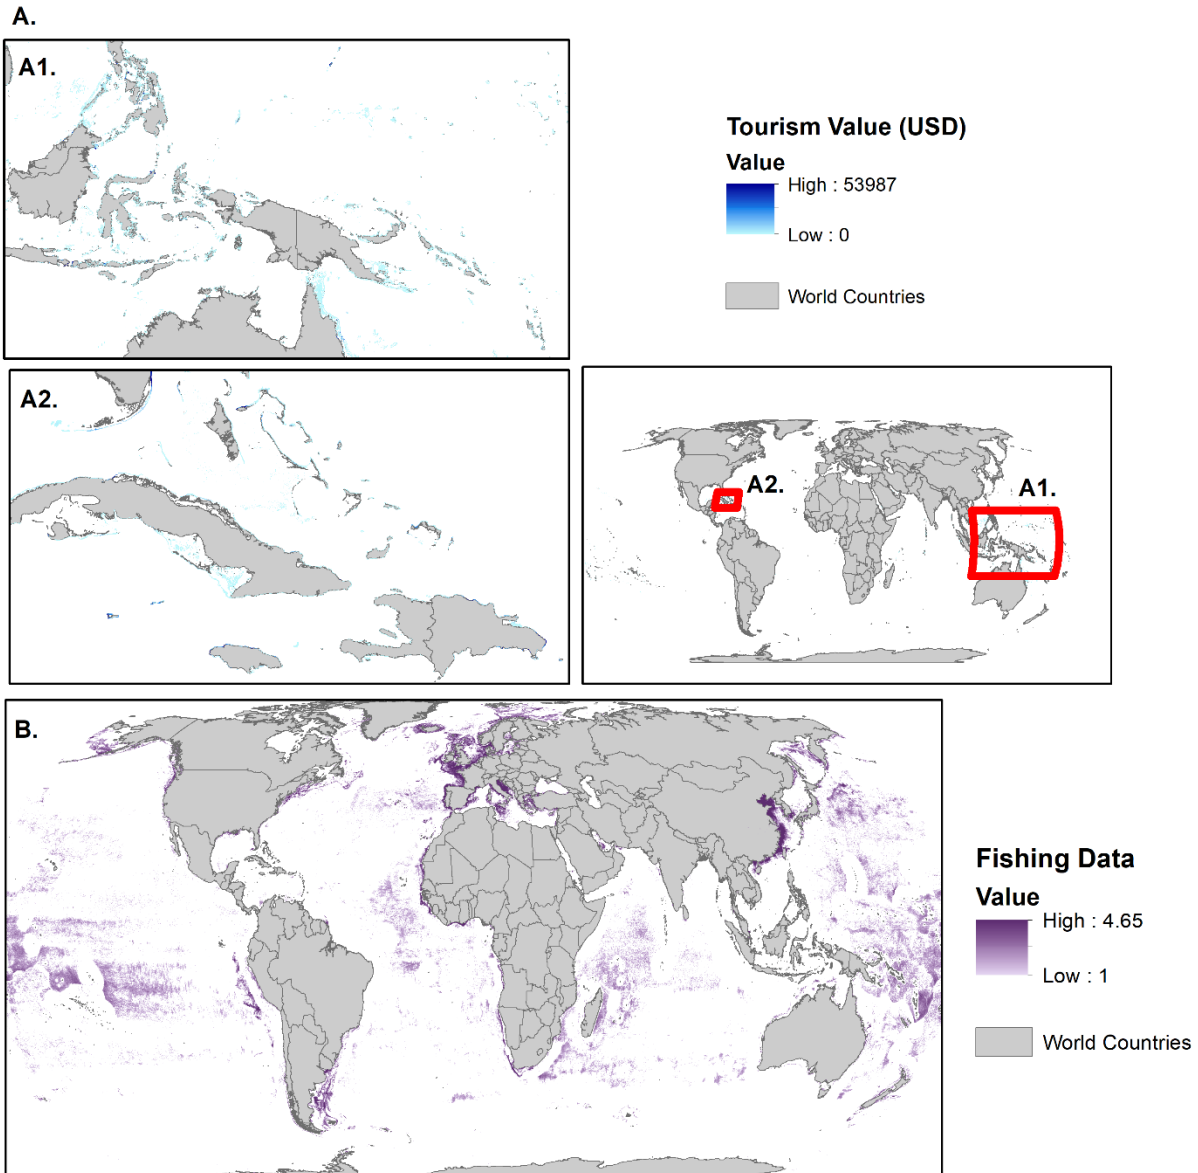 A.
A1.
Tourism Value (USD)
Value
High : 53987
Low : 0
World Countries
A2.
A2.
A1.
B.
Fishing Data
Value
High : 4.65
Low : 1
World Countries